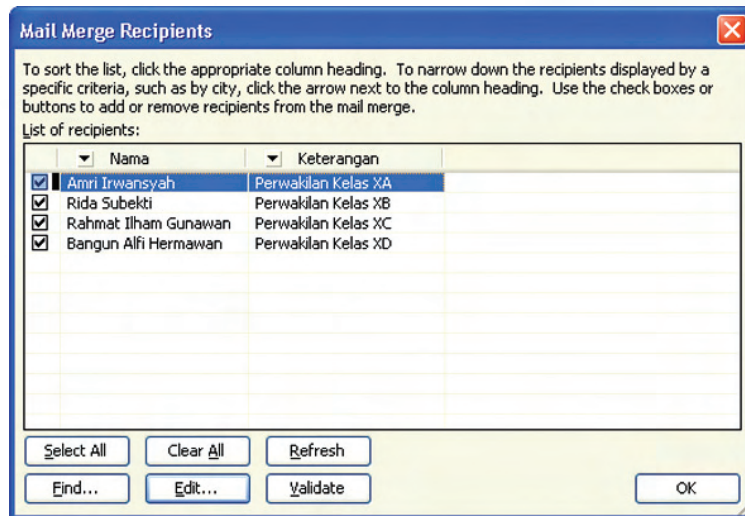 Mail Merge Recipients
To sort the list, click the appropriate column heading. To narrow down the recipients displayed by a
specific criteria, such as by city, click the arrow next to the column heading. Use the check boxes or
buttons to add or remove recipients from the mail merge.
List of recipients:
Nama Keterangan
Amri Irwansyah Perwakilan Kelas XA
Rida Subekti Perwakilan Kelas XB
Rahmat Ilham Gunawan Perwakilan Kelas XC
Bangun Alfi Hermawan Perwakilan Kelas XD
Select All Clear All Refresh
Find... Edit... Validate OK